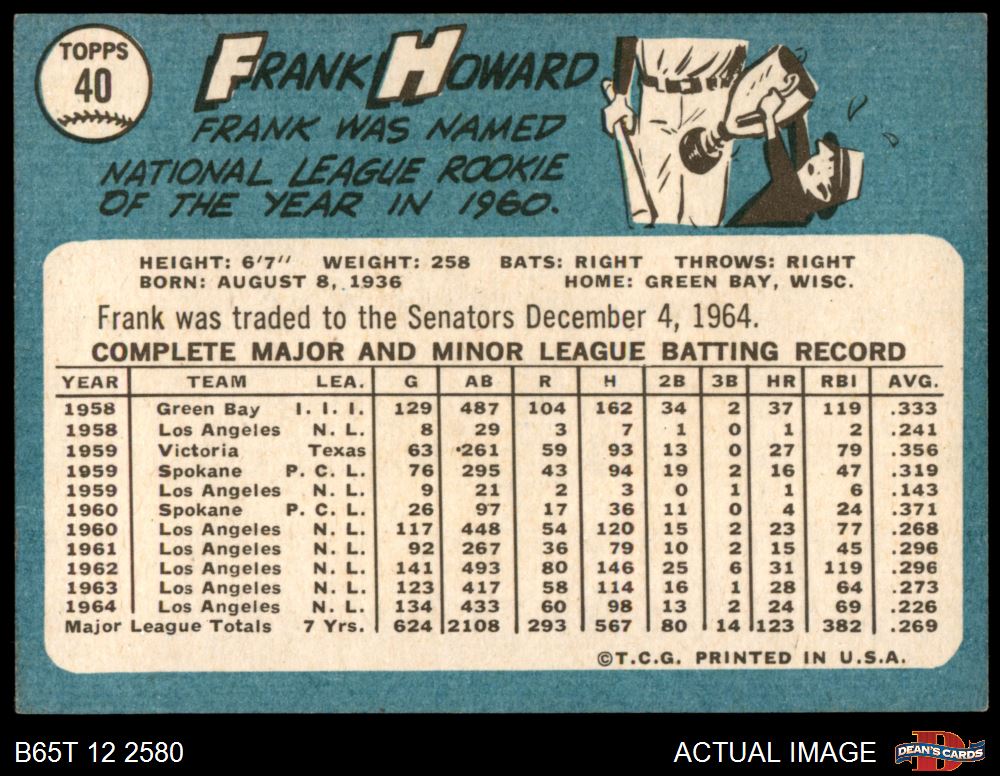 TOPPS
40
FRANK HOWARD
FRANK WAS NAMED
NATIONAL LEAGUE ROOKIE
OF THE YEAR IN 1960.
HEIGHT: 6'7" WEIGHT: 258 BATS: RIGHT THROWS: RIGHT
BORN: AUGUST 8, 1936 HOME: GREEN BAY, WISC.
Frank was traded to the Senators December 4, 1964.
COMPLETE MAJOR AND MINOR LEAGUE BATTING RECORD
YEAR TEAM LEA. G AB R H 2B 3B HR RBI AVG.
1958 Green Bay I. I. I. 129 487 104 162 34 2 37 119 .333
1958 Los Angeles N. L. 8 29 3 7 1 0 1 2 .241
1959 Victoria Texas 63 261 59 93 13 0 27 79 .356
1959 Spokane P. C. L. 76 295 43 94 19 2 16 47 .319
1959 Los Angeles N. L. 9 21 2 3 0 1 1 6 .143
1960 Spokane P. C. L. 26 97 17 36 11 0 4 24 .371
1960 Los Angeles N. L. 117 448 54 120 15 2 23 77 .268
1961 Los Angeles N. L. 92 267 36 79 10 2 15 45 .296
1962 Los Angeles N. L. 141 493 80 146 25 6 31 119 .296
1963 Los Angeles N. L. 123 417 58 114 16 1 28 64 .273
1964 Los Angeles N. L. 134 433 60 98 13 2 24 69 .226
Major League Totals 7 Yrs. 624 2108 293 567 80 14 123 382 .269
©T.C.G. PRINTED IN U.S.A.
B65T 12 2580 ACTUAL IMAGE DEAN'S CARDS